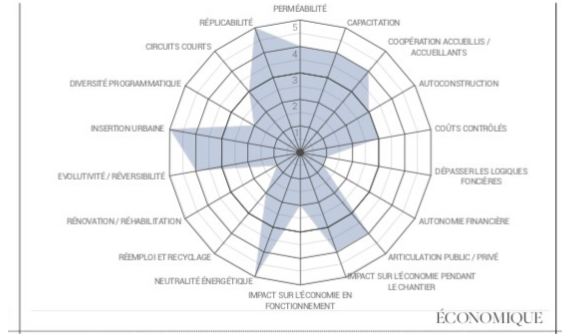 PERMÉABILITÉ
RÉPLICABILITÉ
CAPACITATION
CIRCUITS COURTS
COOPÉRATION ACCUEILLIS /
ACCUEILLANTS
DIVERSITÉ PROGRAMMATIQUE
AUTOCONSTRUCTION
INSERTION URBAINE
COÛTS CONTRÔLÉS
EVOLUTIVITÉ / RÉVERSIBILITÉ
DÉPASSER LES LOGIQUES
FONCIÈRES
RÉNOVATION / RÉHABILITATION
AUTONOMIE FINANCIÈRE
RÉEMPLOI ET RECYCLAGE
ARTICULATION PUBLIC / PRIVÉ
NEUTRALITÉ ÉNERGÉTIQUE
IMPACT SUR L'ÉCONOMIE PENDANT
LE CHANTIER
IMPACT SUR L'ÉCONOMIE EN
FONCTIONNEMENT
5
4
3
2
1
ÉCONOMIQUE